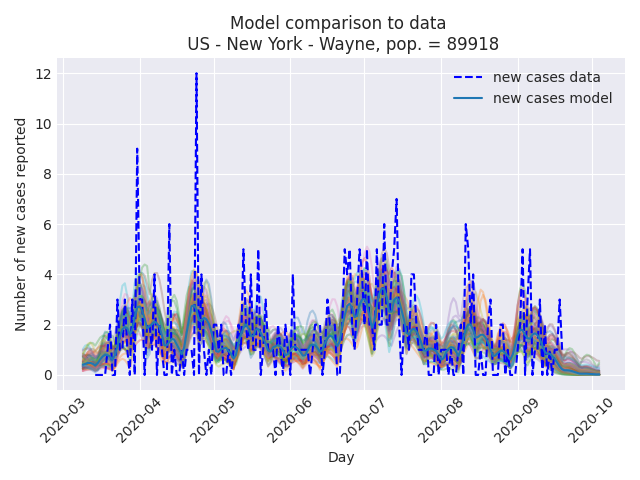 Model comparison to data
US - New York - Wayne, pop. = 89918
new cases data
new cases model
Number of new cases reported
12
10
8
6
4
2
0
2020-03
2020-04
2020-05
2020-06
2020-07
2020-08
2020-09
2020-10
Day